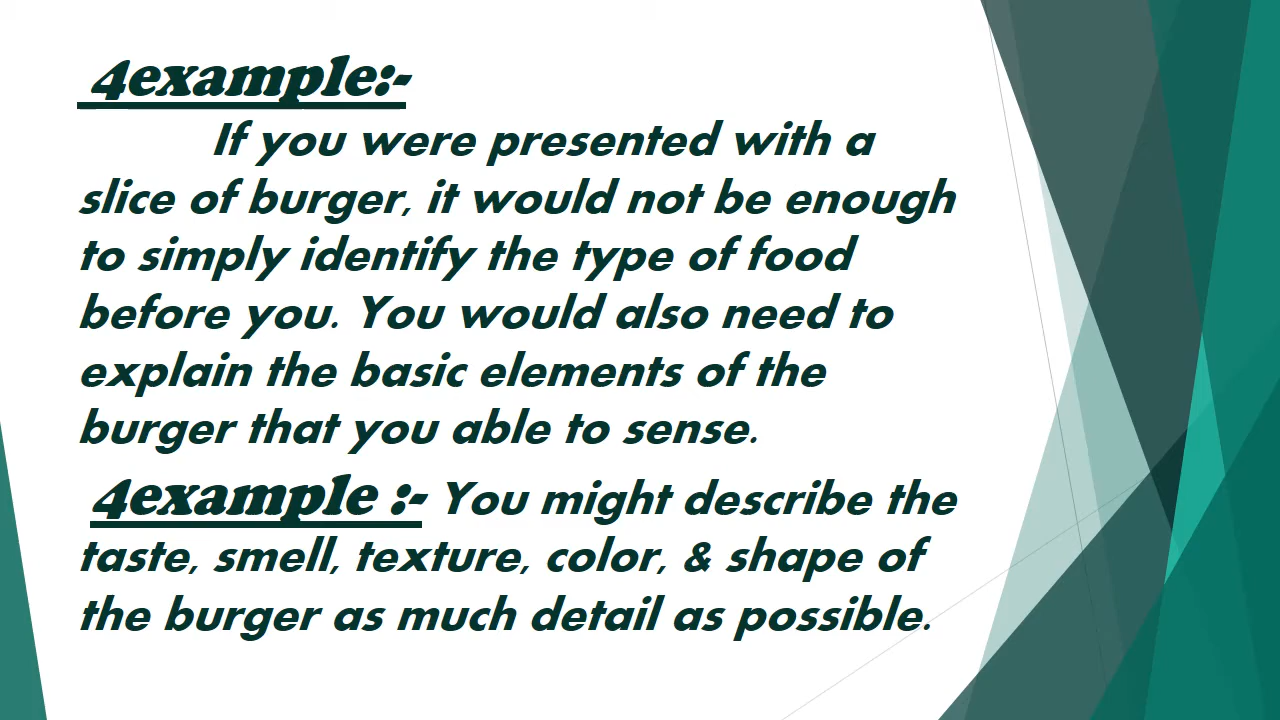 4example:-
If you were presented with a
slice of burger, it would not be enough
to simply identify the type of food
before you. You would also need to
explain the basic elements of the
burger that you able to sense.
4example :- You might describe the
taste, smell, texture, color, & shape of
the burger as much detail as possible.